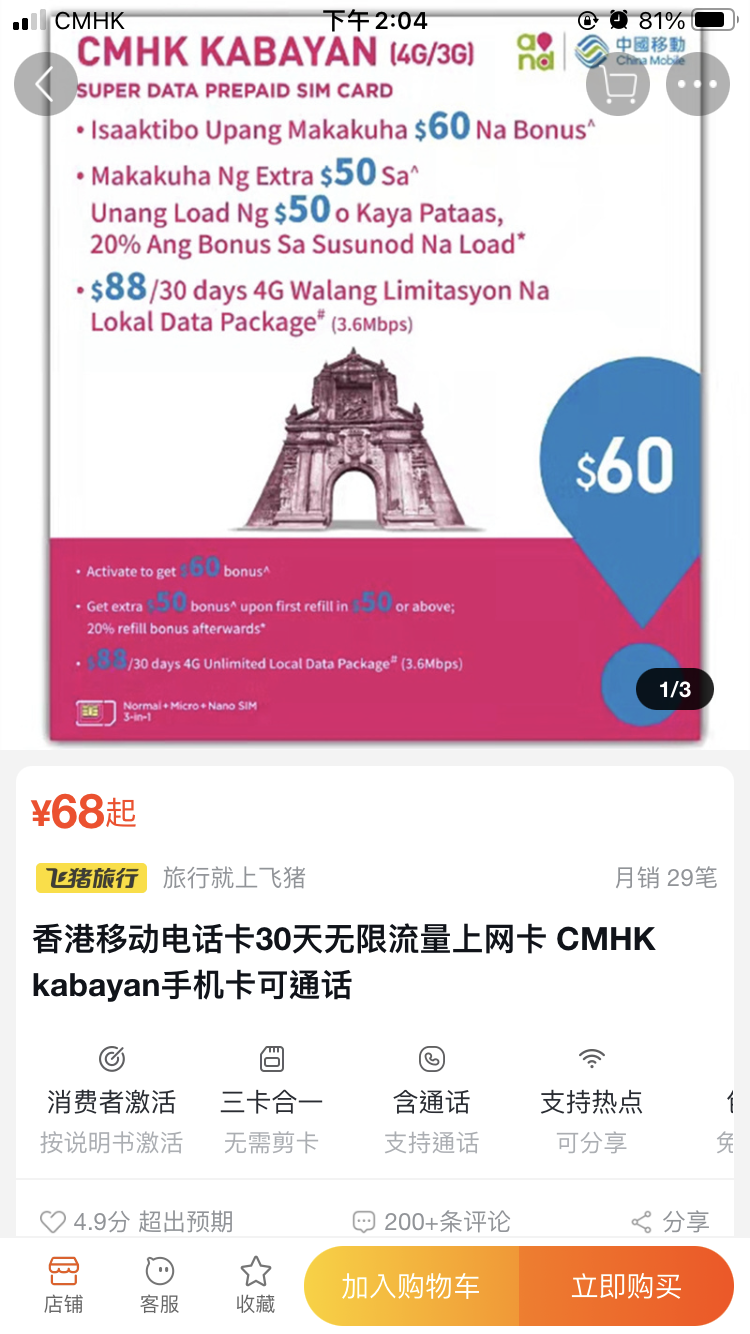 CMHK
下午2:04
81%
CMHK KABAYAN (4G/3G)
and
中國移動
China Mobile
SUPER DATA PREPAID SIM CARD
• Isaaktibo Upang Makakuha $60 Na Bonus^
• Makakuha Ng Extra $50 Sa^
Unang Load Ng $50 o Kaya Pataas,
20% Ang Bonus Sa Susunod Na Load*
• $88/30 days 4G Walang Limitasyon Na
Lokal Data Package# (3.6Mbps)
$60
• Activate to get $60 bonus^
• Get extra $50 bonus^ upon first refill in $50 or above;
20% refill bonus afterwards*
• $88/30 days 4G Unlimited Local Data Package# (3.6Mbps)
Normal+Micro+Nano SIM
3-in-1
1/3
¥68起
飞猪旅行
旅行就上飞猪
月销 29笔
香港移动电话卡30天无限流量上网卡 CMHK
kabayan手机卡可通话
消费者激活
三卡合一
含通话
支持热点
按说明书激活
无需剪卡
支持通话
可分享
4.9分 超出预期
200+条评论
分享
店铺
客服
收藏
加入购物车
立即购买